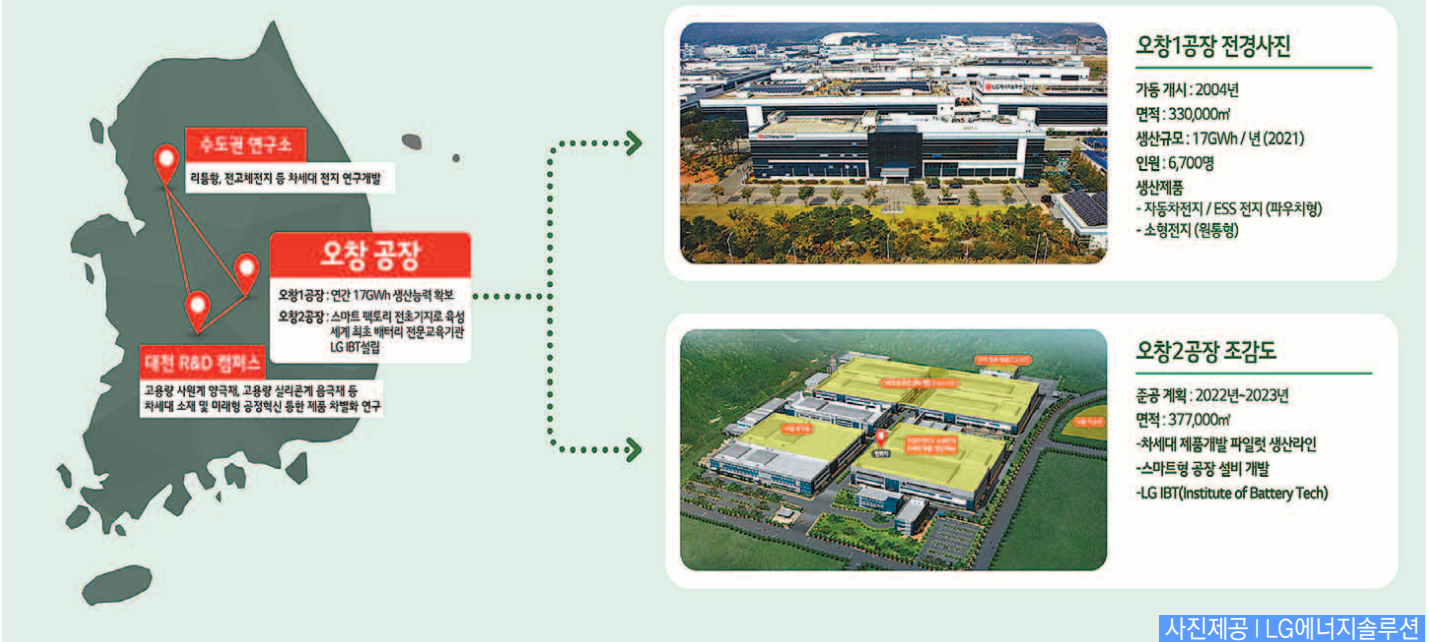 수도권 연구소
리튬황, 전고체전지 등 차세대 전지 연구개발
오창 공장
오창1공장 : 연간 17GWh 생산능력 확보
오창2공장 : 스마트 팩토리 전초기지로 육성
세계 최초 배터리 전문교육기관
LG IBT설립
대전 R&D 캠퍼스
고용량 사원계 양극재, 고용량 실리콘계 음극재 등
차세대 소재 및 미래형 공정혁신 통한 제품 차별화 연구
오창1공장 전경사진
가동 개시 : 2004년
면적 : 330,000㎡
생산규모 : 17GWh / 년 (2021)
인원 : 6,700명
생산제품
- 자동차전지 / ESS 전지 (파우치형)
- 소형전지 (원통형)
LG에너지솔루션
오창2공장 조감도
준공 계획 : 2022년~2023년
면적 : 377,000㎡
-차세대 제품개발 파일럿 생산라인
-스마트형 공장 설비 개발
-LG IBT(Institute of Battery Tech)
사진제공 l LG에너지솔루션